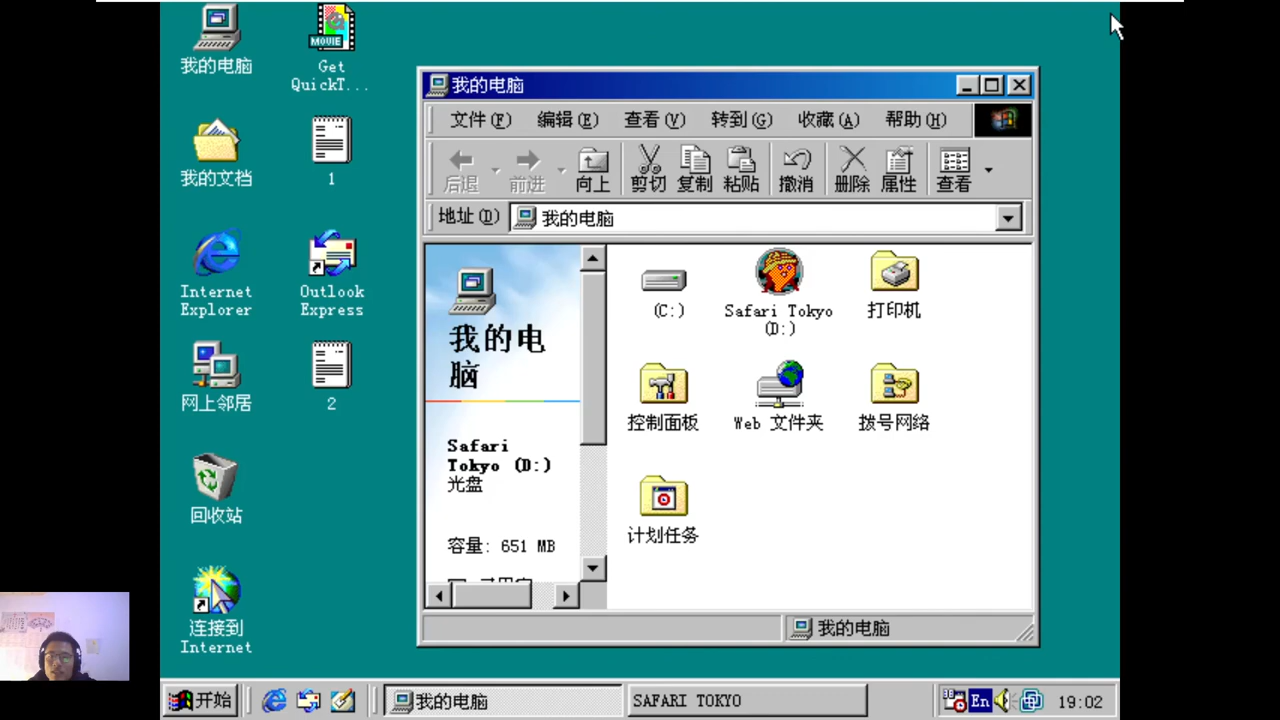 我的电脑
Get
QuickT...
MOVIE
我的文档
1
Internet
Explorer
Outlook
Express
网上邻居
2
回收站
连接到
Internet
我的电脑
文件(F)
编辑(E)
查看(V)
转到(G)
收藏(A)
帮助(H)
后退
前进
向上
剪切
复制
粘贴
撤消
删除
属性
查看
地址(D)
我的电脑
我的电
脑
Safari
Tokyo (D:)
光盘
容量: 651 MB
(C:)
Safari Tokyo
(D:)
打印机
控制面板
Web 文件夹
拨号网络
计划任务
我的电脑
开始
我的电脑
SAFARI TOKYO
En
19:02